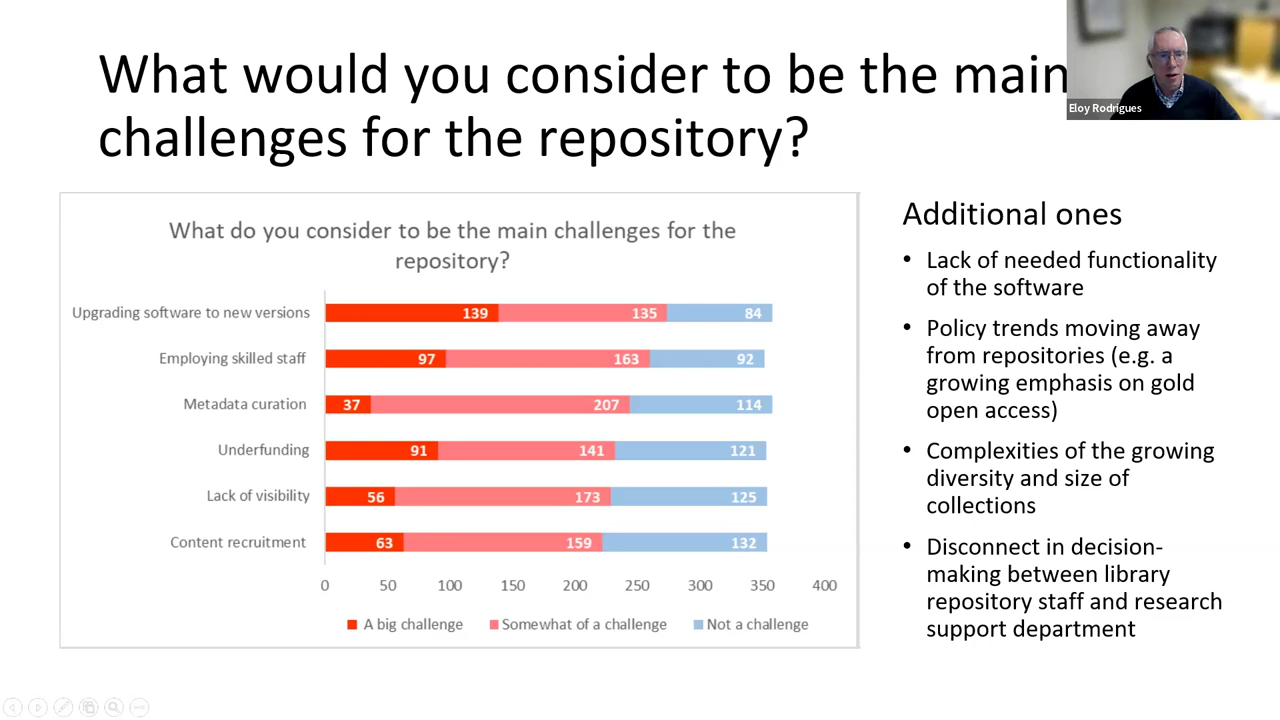 What would you consider to be the main
challenges for the repository?
Eloy Rodrigues
What do you consider to be the main challenges for the
repository?
Upgrading software to new versions 139 135 84
Employing skilled staff 97 163 92
Metadata curation 37 207 114
Underfunding 91 141 121
Lack of visibility 56 173 125
Content recruitment 63 159 132
0 50 100 150 200 250 300 350 400
A big challenge Somewhat of a challenge Not a challenge
Additional ones
• Lack of needed functionality
of the software
• Policy trends moving away
from repositories (e.g. a
growing emphasis on gold
open access)
• Complexities of the growing
diversity and size of
collections
• Disconnect in decision-
making between library
repository staff and research
support department